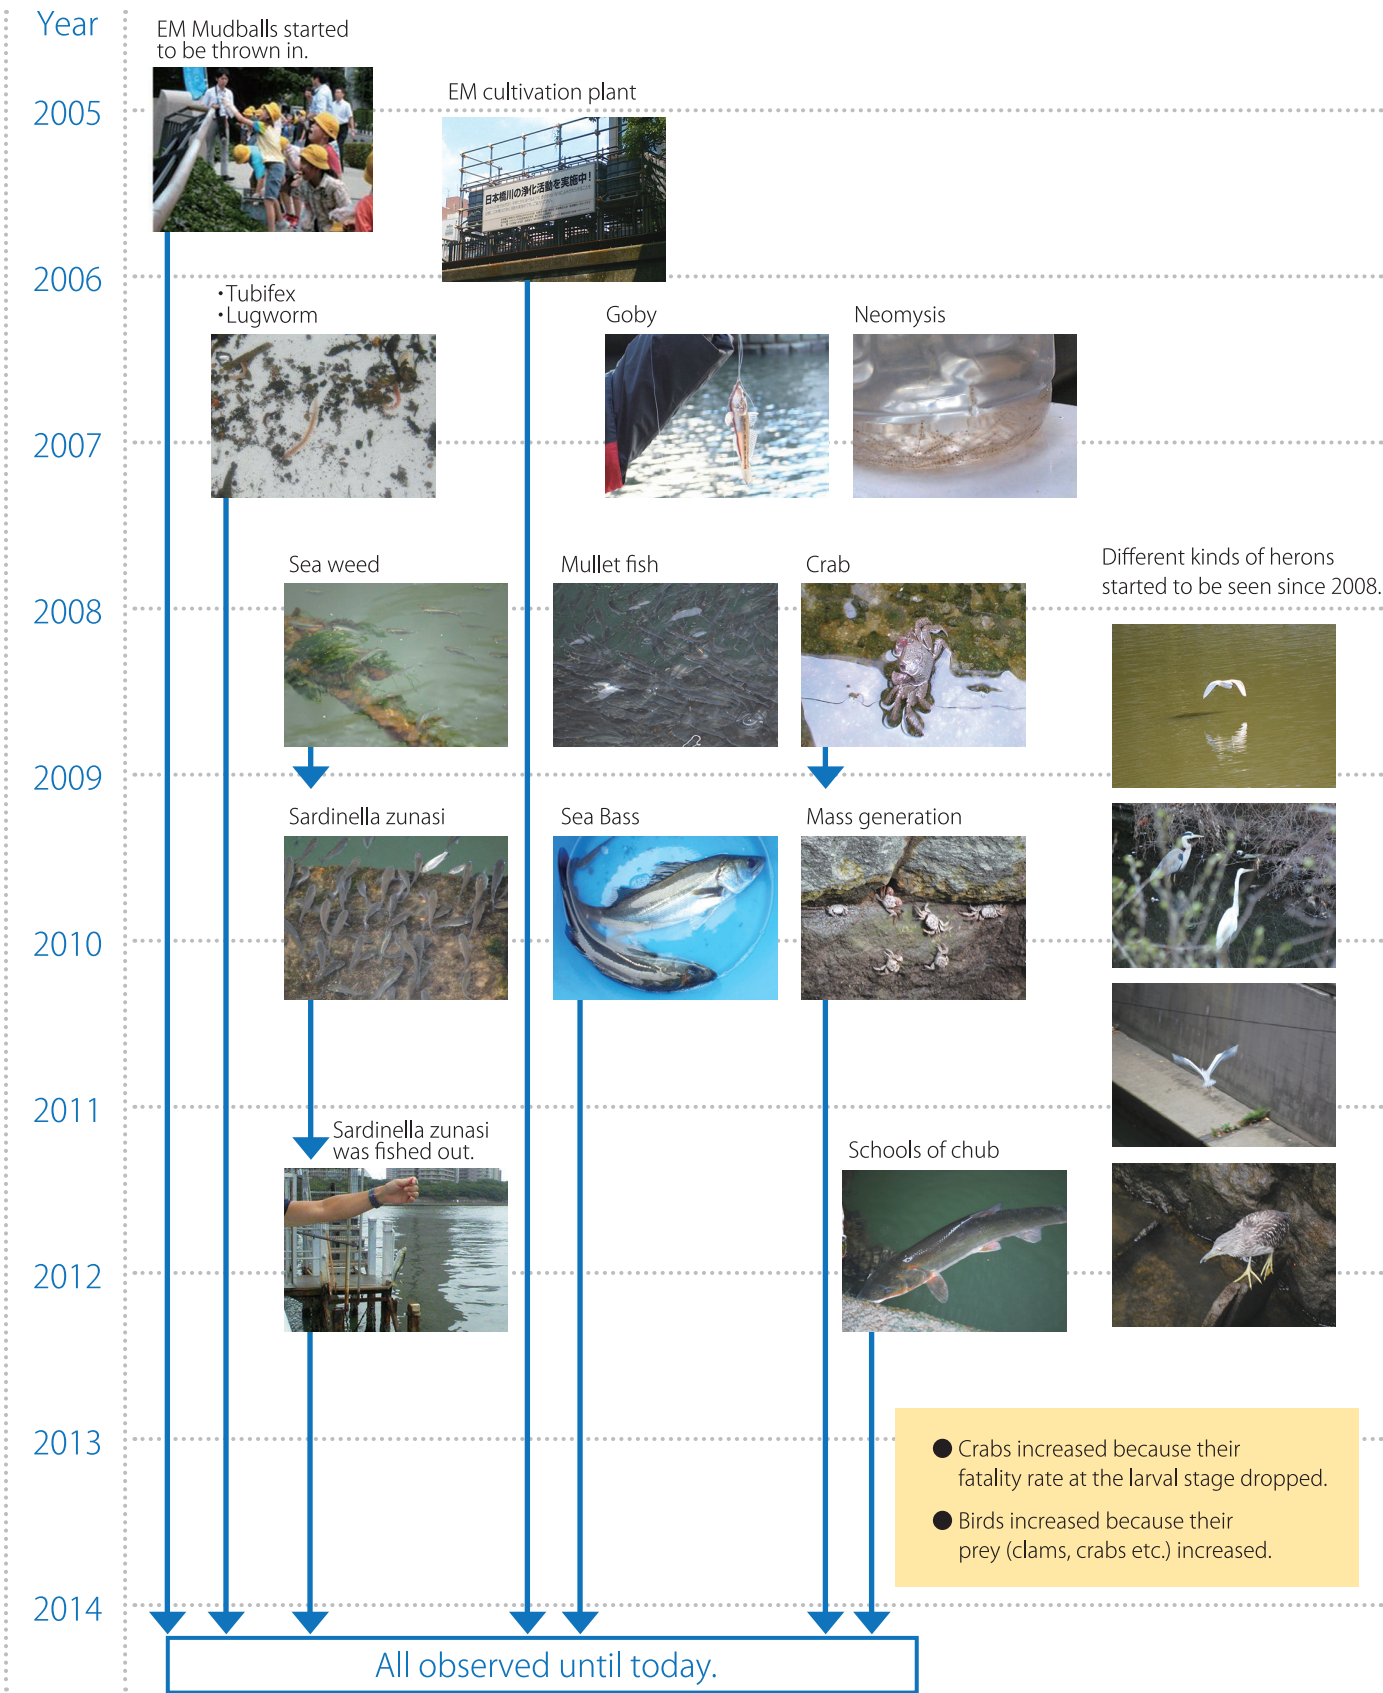 Year
EM Mudballs started
to be thrown in.
2005
EM cultivation plant
日本橋川の浄化活動を実施中!
2006
・Tubifex
・Lugworm
Goby
Neomysis
2007
Sea weed
Mullet fish
Crab
Different kinds of herons
started to be seen since 2008.
2008
2009
Sardinella zunasi
Sea Bass
Mass generation
2010
2011
Sardinella zunasi
was fished out.
Schools of chub
2012
2013
● Crabs increased because their
fatality rate at the larval stage dropped.
● Birds increased because their
prey (clams, crabs etc.) increased.
2014
All observed until today.